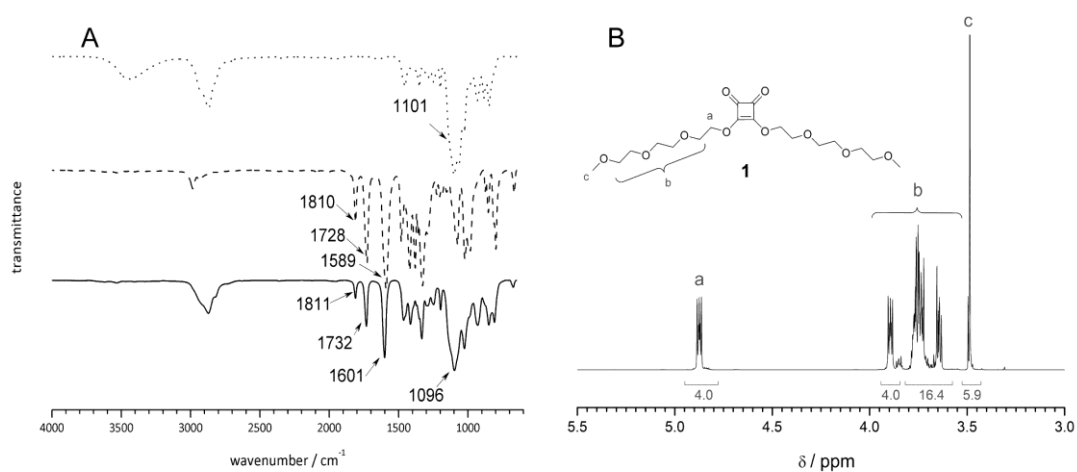 A
1101
1810
1728
1589
1811
1732
1601
1096
transmittance
4000 3500 3000 2500 2000 1500 1000
wavenumber / cm⁻¹
B
c
O O
a
O O O O
O O O O
c
b
1
b
a
4.0 4.0 16.4 5.9
5.5 5.0 4.5 4.0 3.5 3.0
δ / ppm